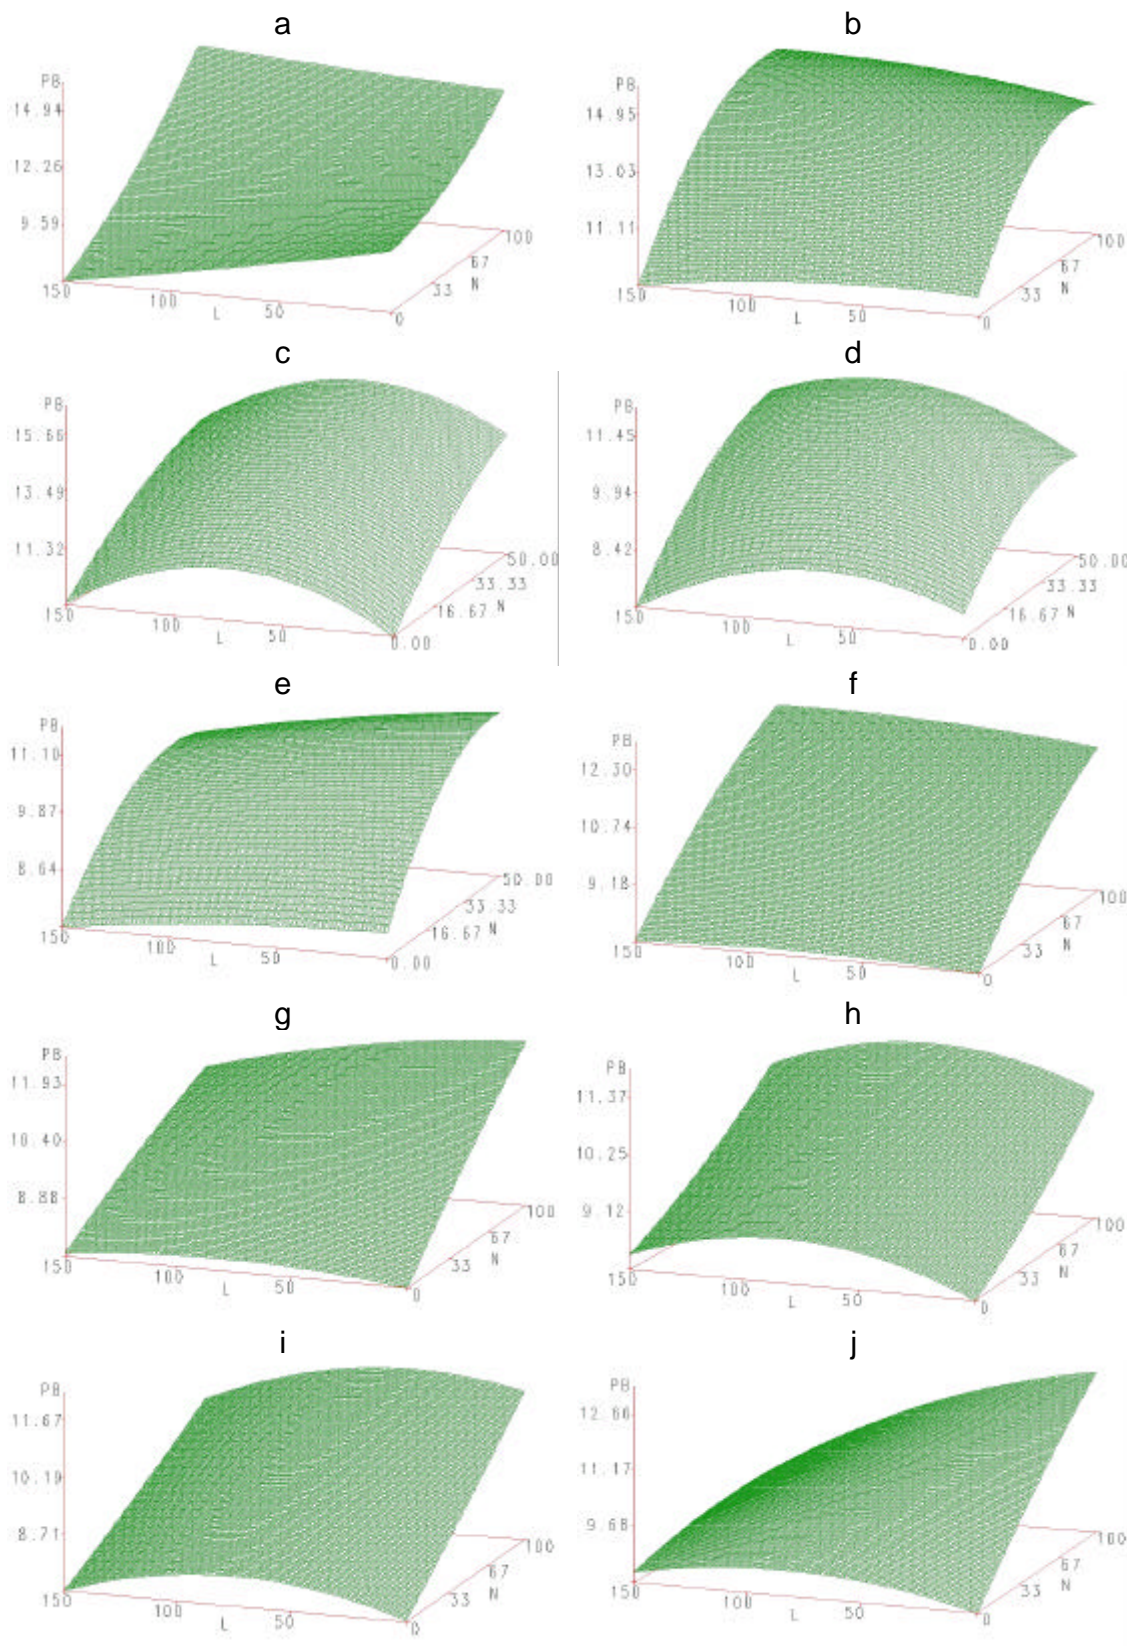 a b
PB PB
14.94 14.95
12.26 13.03
9.59 11.11
150 100 L 50 0 33 N 67 100
150 100 L 50 0 33 N 67 100
c d
PB PB
15.66 11.45
13.49 9.94
11.32 8.42
150 100 L 50 0.00 16.67 N 33.33 50.00
150 100 L 50 0.00 16.67 N 33.33 50.00
e f
PB PB
11.10 12.30
9.87 10.74
8.64 9.18
150 100 L 50 0.00 16.67 N 33.33 50.00
150 100 L 50 0 33 N 67 100
g h
PB PB
11.93 11.37
10.40 10.25
8.88 9.12
150 100 L 50 0 33 N 67 100
150 100 L 50 0 33 N 67 100
i j
PB PB
11.67 12.66
10.19 11.17
8.71 9.68
150 100 L 50 0 33 N 67 100
150 100 L 50 0 33 N 67 100